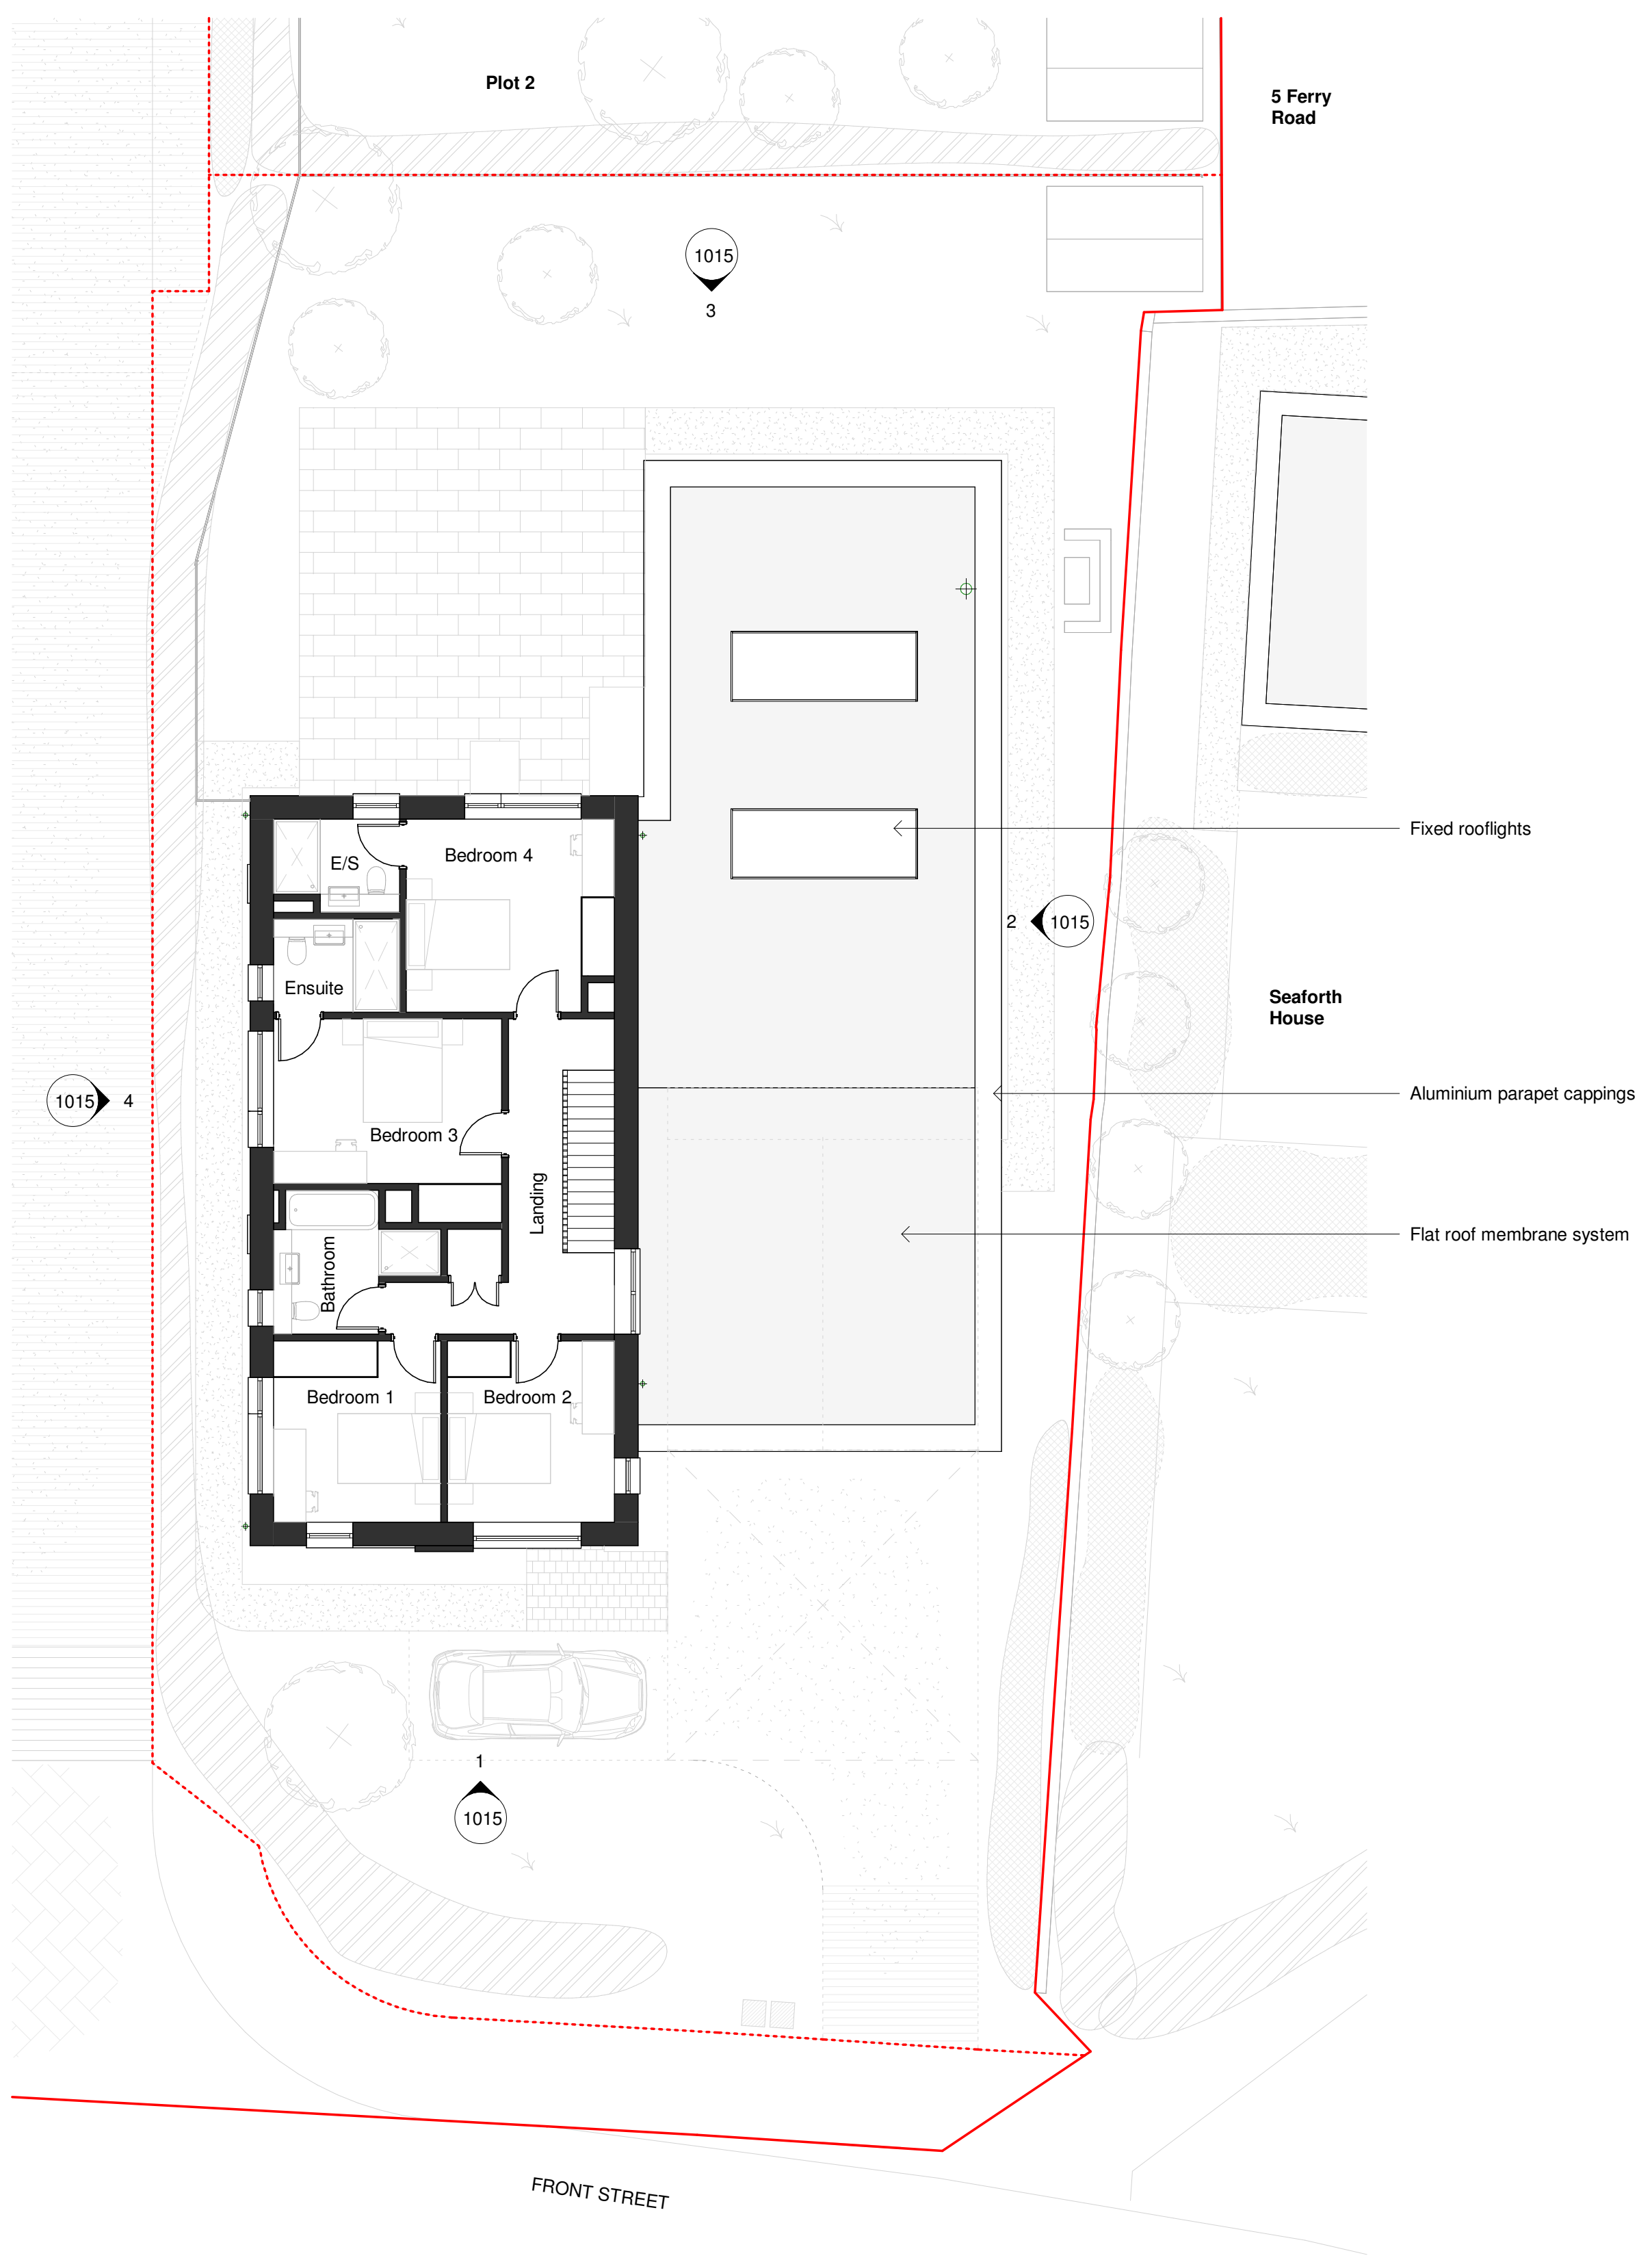 Plot 2
5 Ferry
Road
1015
3
Fixed rooflights
E/S
Bedroom 4
2
1015
Ensuite
Seaforth
House
1015
4
Aluminium parapet cappings
Bedroom 3
Landing
Flat roof membrane system
Bathroom
Bedroom 1
Bedroom 2
1
1015
FRONT STREET